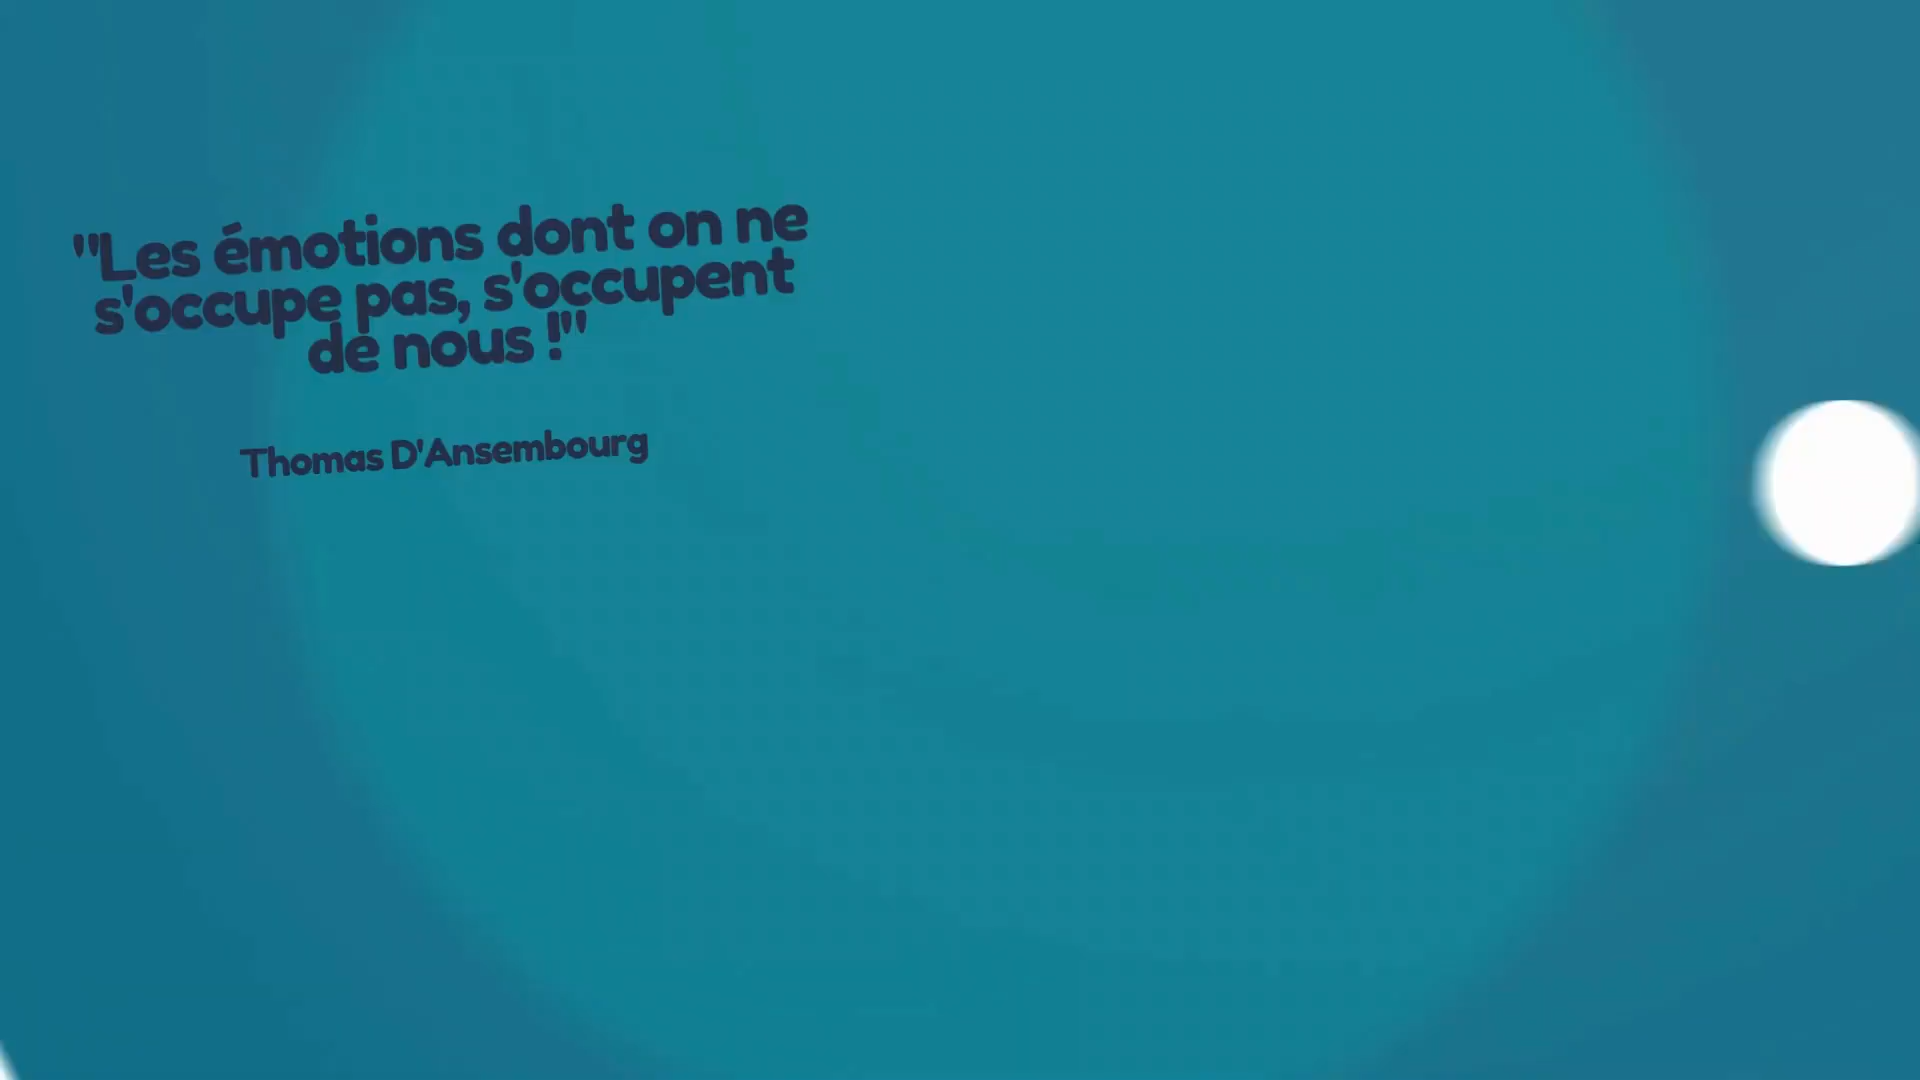 "Les émotions dont on ne
s'occupe pas, s'occupent
de nous !"
Thomas D'Ansembourg